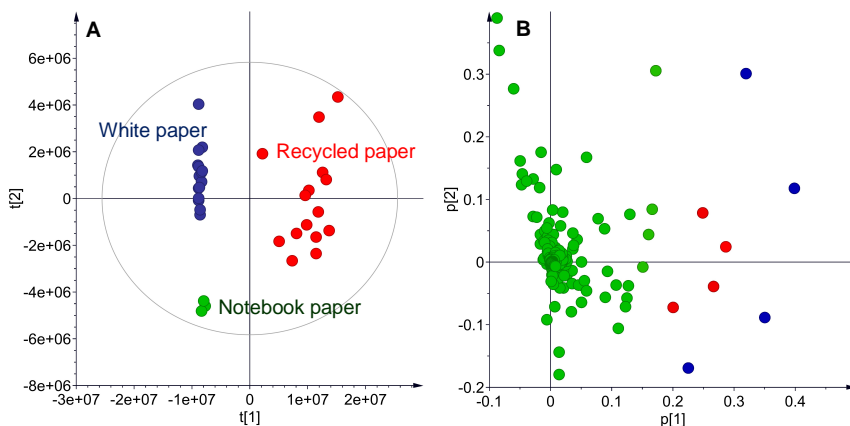 A
6e+06
4e+06
2e+06
0
-2e+06
-4e+06
-6e+06
-8e+06
t[2]
White paper
Recycled paper
Notebook paper
-3e+07 -2e+07 -1e+07 0 1e+07 2e+07
t[1]
B
0.3
0.2
0.1
0
-0.1
-0.2
p[2]
-0.1 0 0.1 0.2 0.3 0.4
p[1]